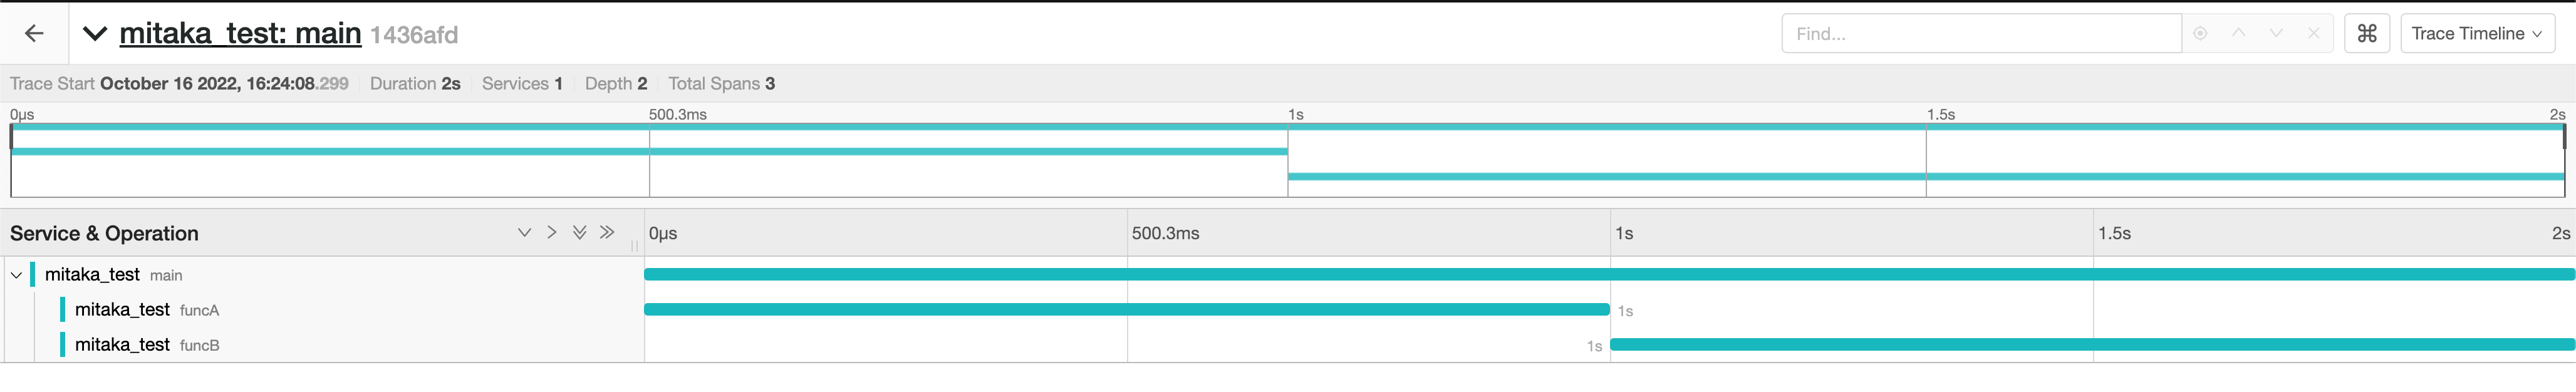 mitaka_test: main 1436afd Find... ⌘ Trace Timeline
Trace Start October 16 2022, 16:24:08.299 Duration 2s Services 1 Depth 2 Total Spans 3
0μs 500.3ms 1s 1.5s 2s
Service & Operation 0μs 500.3ms 1s 1.5s 2s
mitaka_test main
mitaka_test funcA 1s
mitaka_test funcB 1s